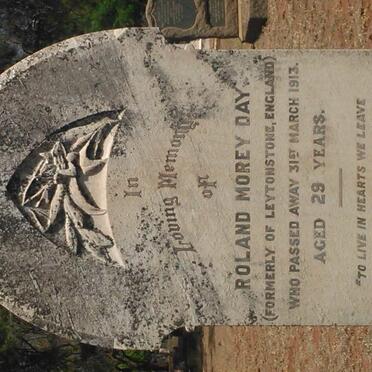 In
Loving Memory
of
ROLAND MOREY DAY.
(FORMERLY OF LEYTONSTONE, ENGLAND)
WHO PASSED AWAY 31ST MARCH 1913.
AGED 29 YEARS.
"TO LIVE IN HEARTS WE LEAVE